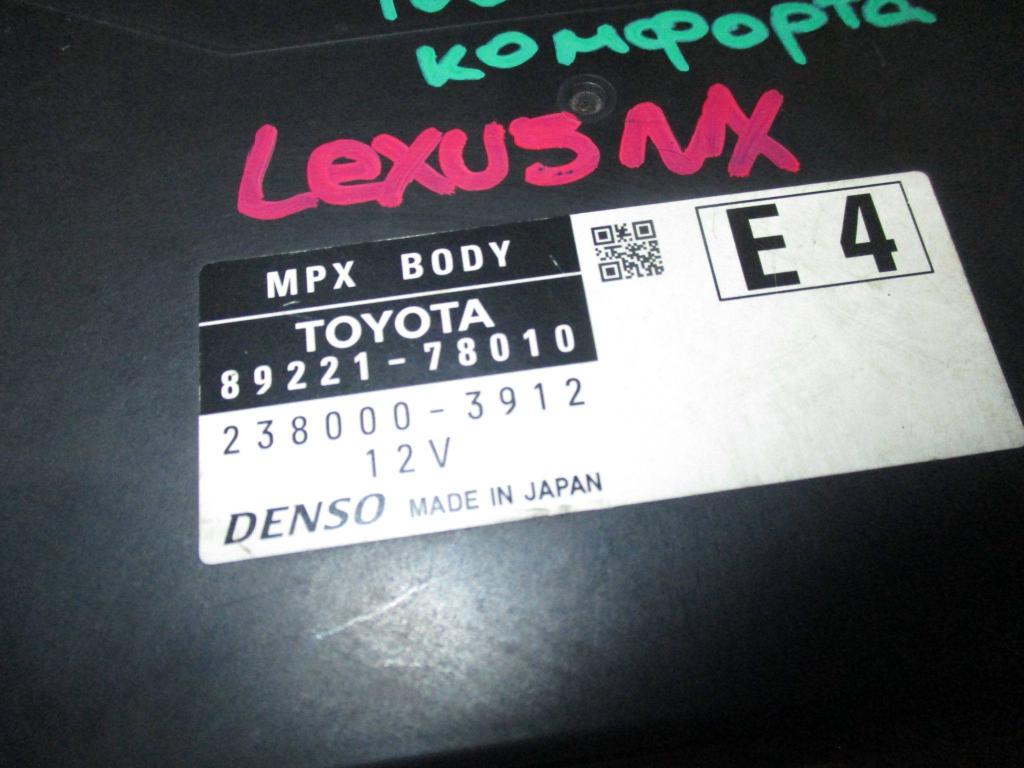 комфорта
Lexus NX
MPX BODY
E 4
TOYOTA
89221-78010
238000-3912
12V
DENSO MADE IN JAPAN